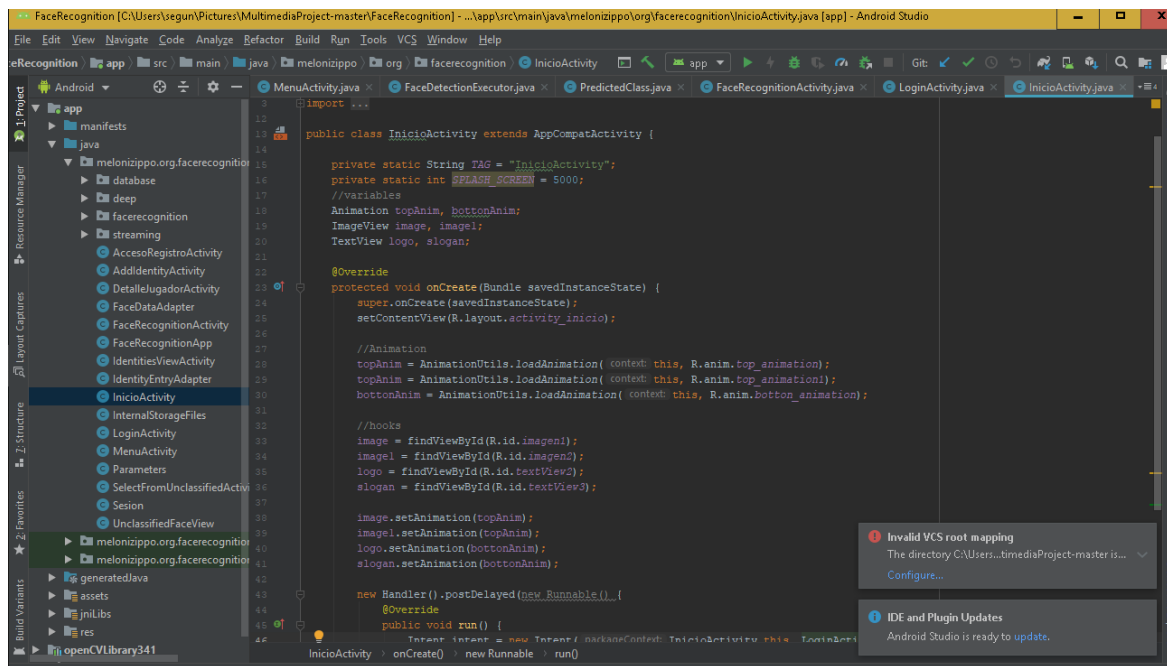 FaceRecognition [C:\Users\segun\Pictures\MultimediaProject-master\FaceRecognition] - ...\app\src\main\java\melonizippo\org\facerecognition\InicioActivity.java [app] - Android Studio
File Edit View Navigate Code Analyze Refactor Build Run Tools VCS Window Help
ceRecognition app src main java melonizippo org facerecognition InicioActivity app Git:
1: Project
Android
MenuActivity.java FaceDetectionExecutor.java PredictedClass.java FaceRecognitionActivity.java LoginActivity.java InicioActivity.java
app
manifests
java
melonizippo.org.facerecognition
database
deep
facerecognition
streaming
AccesoRegistroActivity
AddIdentityActivity
DetalleJugadorActivity
FaceDataAdapter
FaceRecognitionActivity
FaceRecognitionApp
IdentitiesViewActivity
IdentityEntryAdapter
InicioActivity
InternalStorageFiles
LoginActivity
MenuActivity
Parameters
SelectFromUnclassifiedActivi
Sesion
UnclassifiedFaceView
melonizippo.org.facerecognition
melonizippo.org.facerecognition
generatedJava
assets
jniLibs
res
openCVLibrary341
Resource Manager
Layout Captures
Z: Structure
2: Favorites
Build Variants
3 import ...
12
13 public class InicioActivity extends AppCompatActivity {
14
15 private static String TAG = "InicioActivity";
16 private static int SPLASH_SCREEN = 5000;
17 //variables
18 Animation topAnim, bottonAnim;
19 ImageView image, image1;
20 TextView logo, slogan;
21
22 @Override
23 protected void onCreate(Bundle savedInstanceState) {
24 super.onCreate(savedInstanceState);
25 setContentView(R.layout.activity_inicio);
26
27 //Animation
28 topAnim = AnimationUtils.loadAnimation( context: this, R.anim.top_animation);
29 topAnim = AnimationUtils.loadAnimation( context: this, R.anim.top_animation1);
30 bottonAnim = AnimationUtils.loadAnimation( context: this, R.anim.botton_animation);
31
32 //hooks
33 image = findViewById(R.id.imagen1);
34 image1 = findViewById(R.id.imagen2);
35 logo = findViewById(R.id.textView2);
36 slogan = findViewById(R.id.textView3);
37
38 image.setAnimation(topAnim);
39 image1.setAnimation(topAnim);
40 logo.setAnimation(bottonAnim);
41 slogan.setAnimation(bottonAnim);
42
43 new Handler().postDelayed(new Runnable() {
44 @Override
45 public void run() {
46 Intent intent = new Intent( packageContext: InicioActivity.this, LoginActi
InicioActivity onCreate() new Runnable run()
Invalid VCS root mapping
The directory C:\Users...timediaProject-master is...
Configure...
IDE and Plugin Updates
Android Studio is ready to update.